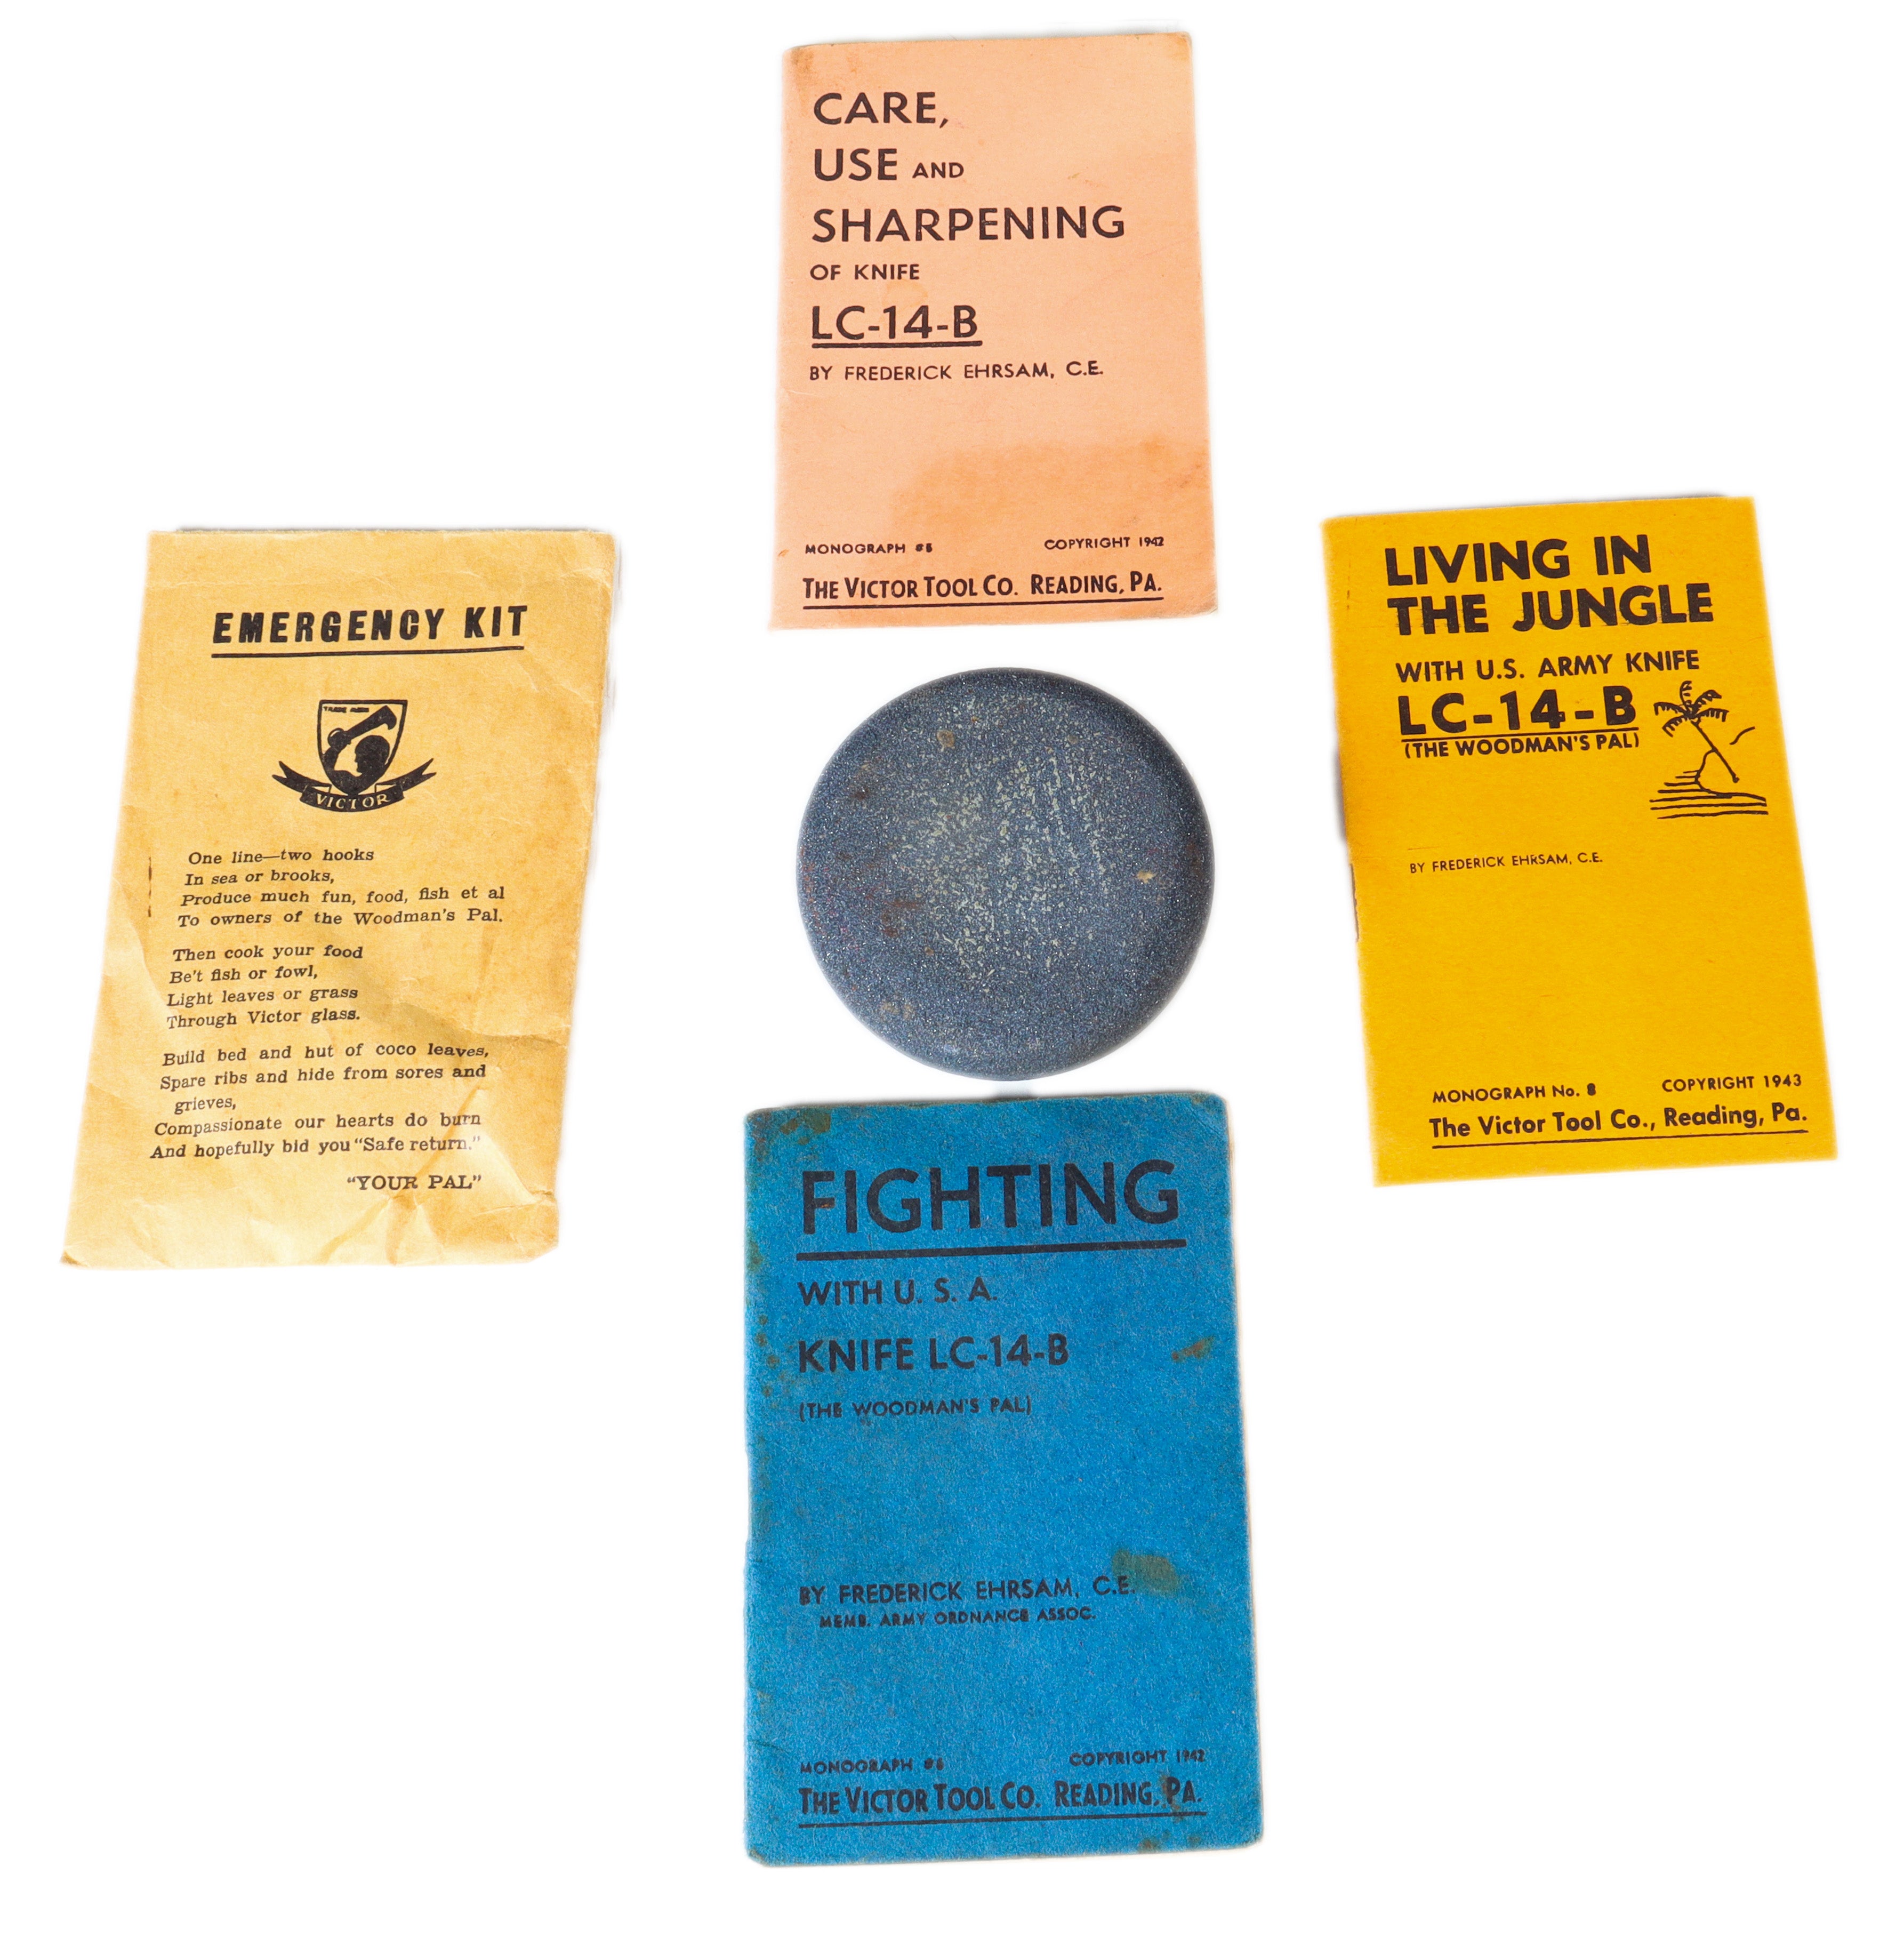 CARE,
USE AND
SHARPENING
OF KNIFE
LC-14-B
BY FREDERICK EHRSAM, C.E.
MONOGRAPH #5 COPYRIGHT 1942
THE VICTOR TOOL CO. READING, PA.
EMERGENCY KIT
VICTOR
One line—two hooks
In sea or brooks,
Produce much fun, food, fish et al
To owners of the Woodman's Pal.
Then cook your food
Be't fish or fowl,
Light leaves or grass
Through Victor glass.
Build bed and hut of coco leaves,
Spare ribs and hide from sores and
grieves,
Compassionate our hearts do burn
And hopefully bid you "Safe return."
"YOUR PAL"
LIVING IN
THE JUNGLE
WITH U.S. ARMY KNIFE
LC-14-B
(THE WOODMAN'S PAL)
BY FREDERICK EHRSAM, C.E.
MONOGRAPH No. 8 COPYRIGHT 1943
The Victor Tool Co., Reading, Pa.
FIGHTING
WITH U. S. A.
KNIFE LC-14-B
(THE WOODMAN'S PAL)
BY FREDERICK EHRSAM, C.E.
MEMB. ARMY ORDNANCE ASSOC.
MONOGRAPH COPYRIGHT 1942
THE VICTOR TOOL CO. READING, PA.